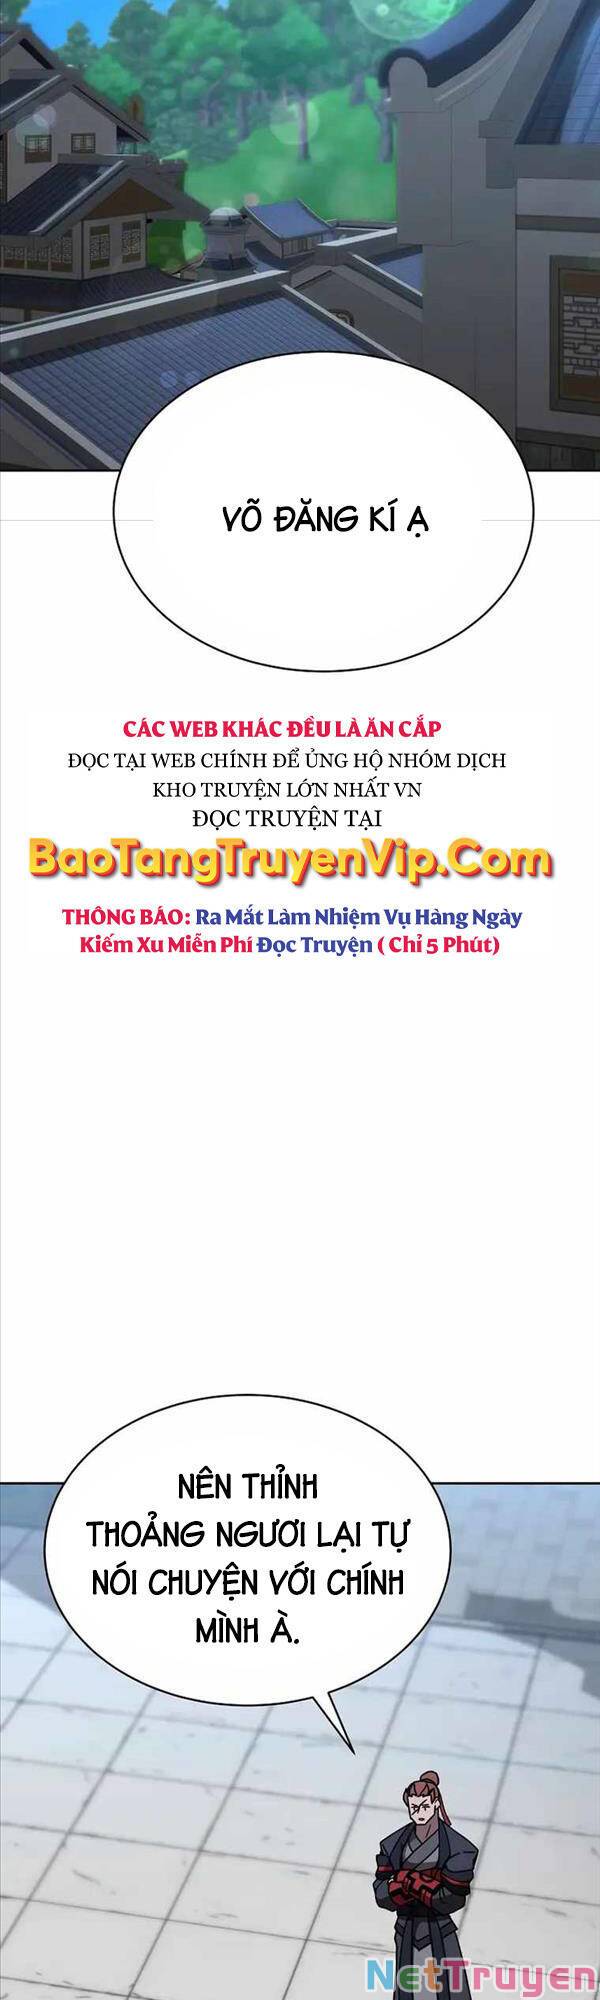 VÕ ĐĂNG KÍ Ạ
CÁC WEB KHÁC ĐỀU LÀ ĂN CẮP
ĐỌC TẠI WEB CHÍNH ĐỂ ỦNG HỘ NHÓM DỊCH
KHO TRUYỆN LỚN NHẤT VN
ĐỌC TRUYỆN TẠI
BaoTangTruyenVip.Com
THÔNG BÁO: Ra Mắt Làm Nhiệm Vụ Hàng Ngày
Kiếm Xu Miễn Phí Đọc Truyện ( Chỉ 5 Phút)
NÊN THỈNH
THOẢNG NGƯƠI LẠI TỰ
NÓI CHUYỆN VỚI CHÍNH
MÌNH À.
NetTruyen